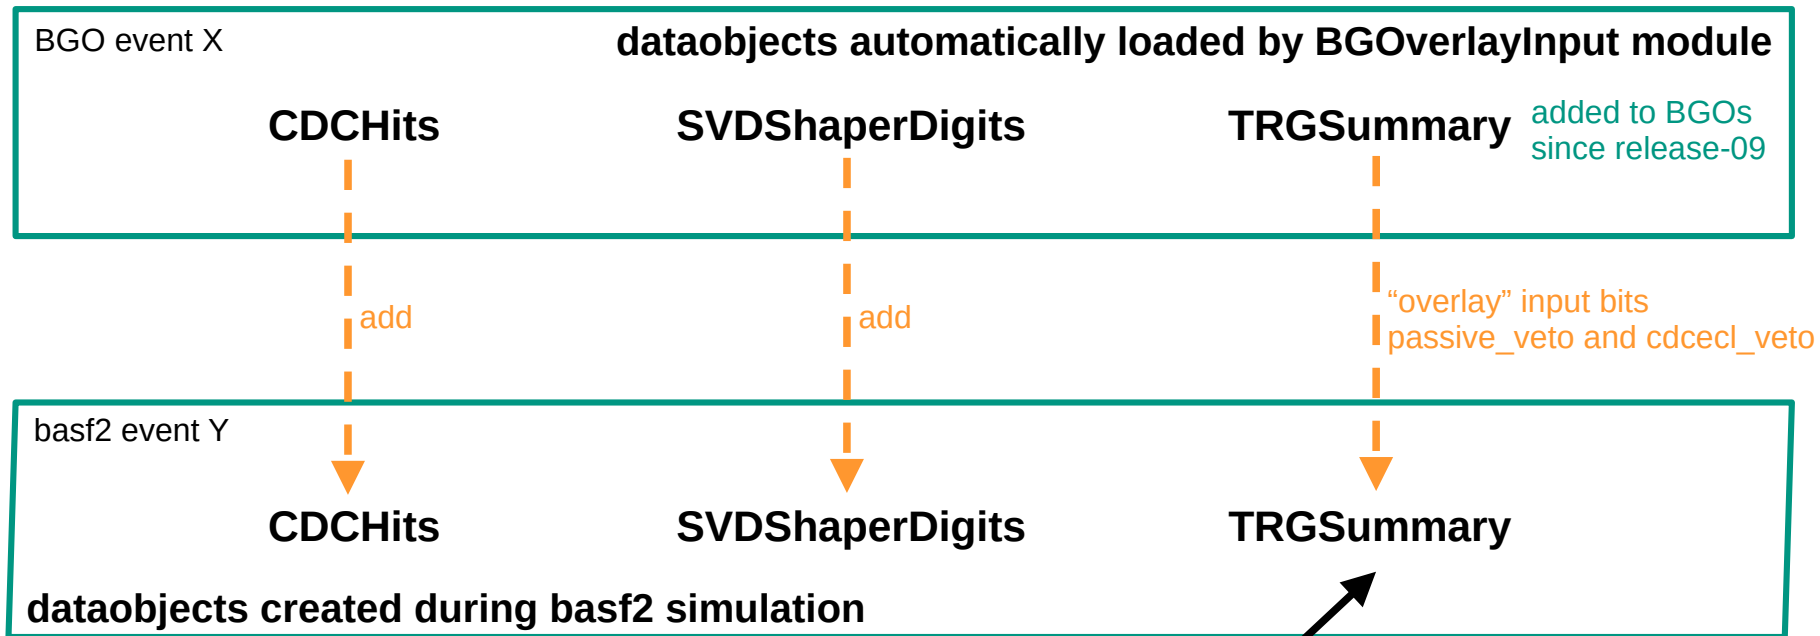 BGO event X
dataobjects automatically loaded by BGOverlayInput module
CDCHits
SVDShaperDigits
TRGSummary
added to BGOs
since release-09
add
add
“overlay” input bits
passive_veto and cdcecl_veto
basf2 event Y
CDCHits
SVDShaperDigits
TRGSummary
dataobjects created during basf2 simulation